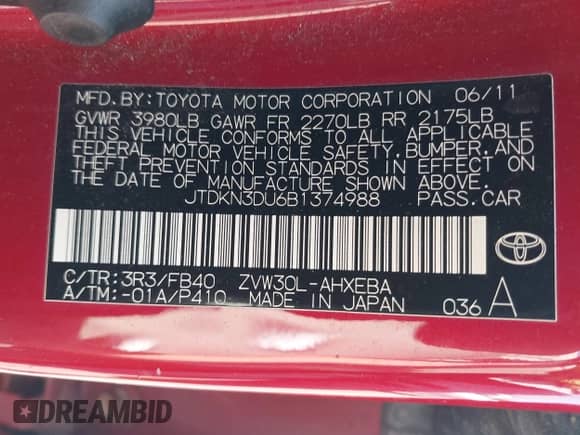 MFD.BY:TOYOTA MOTOR CORPORATION 06/11
GVWR 3980LB GAWR FR 2270LB RR 2175LB
THIS VEHICLE CONFORMS TO ALL APPLICABLE
FEDERAL MOTOR VEHICLE SAFETY,BUMPER,AND
THEFT PREVENTION STANDARDS IN EFFECT ON
THE DATE OF MANUFACTURE SHOWN ABOVE.
JTDKN3DU6B1374988 PASS.CAR
TOYOTA
C/TR:3R3/FB40 ZVW30L-AHXEBA
A/TM:-01A/P410 MADE IN JAPAN 036 A
DREAMBID